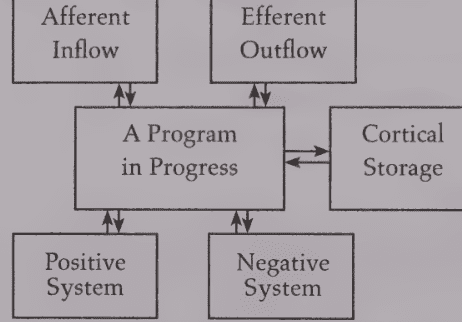 Afferent
Inflow
Efferent
Outflow
A Program
in Progress
Cortical
Storage
Positive
System
Negative
System